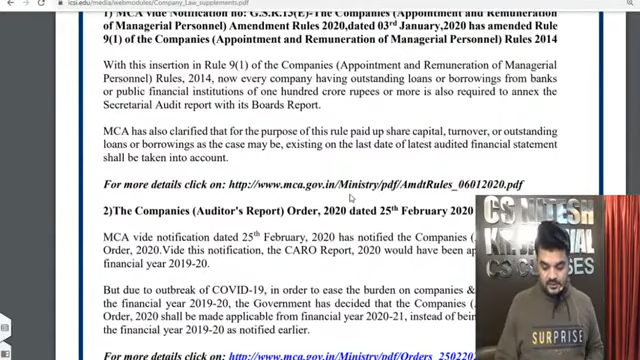 icsi.edu/media/webmodules/Company_Law_supplements.pdf
1) MCA vide Notification no: G.S.R.13(E)-The Companies (Appointment and Remuneration
of Managerial Personnel) Amendment Rules 2020, dated 03rd January, 2020 has amended Rule
9(1) of the Companies (Appointment and Remuneration of Managerial Personnel) Rules 2014
With this insertion in Rule 9(1) of the Companies (Appointment and Remuneration of Managerial
Personnel) Rules, 2014, now every company having outstanding loans or borrowings from banks
or public financial institutions of one hundred crore rupees or more is also required to annex the
Secretarial Audit report with its Boards Report.
MCA has also clarified that for the purpose of this rule paid up share capital, turnover, or outstanding
loans or borrowings as the case may be, existing on the last date of latest audited financial statement
shall be taken into account.
For more details click on: http://www.mca.gov.in/Ministry/pdf/AmdtRules_06012020.pdf
2)The Companies (Auditor's Report) Order, 2020 dated 25th February 2020
MCA vide notification dated 25th February, 2020 has notified the Companies (
Order, 2020.Vide this notification, the CARO Report, 2020 would have been ap
financial year 2019-20.
But due to outbreak of COVID-19, in order to ease the burden on companies &
the financial year 2019-20, the Government has decided that the Companies (
Order, 2020 shall be made applicable from financial year 2020-21, instead of bein
the financial year 2019-20 as notified earlier.
For more details click on: http://www.mca.gov.in/Ministry/pdf/Orders_25022
CS NITESH
CS COURSES
SURPRISE